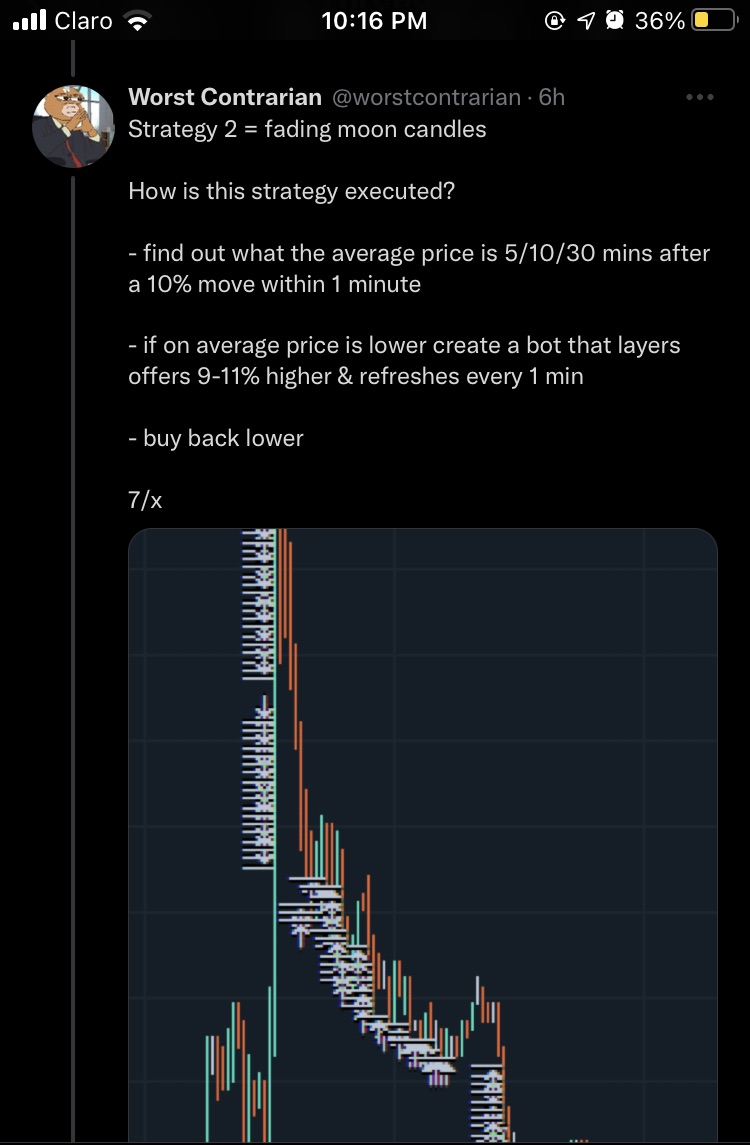 Claro 10:16 PM 36%
Worst Contrarian @worstcontrarian · 6h
Strategy 2 = fading moon candles
How is this strategy executed?
- find out what the average price is 5/10/30 mins after
a 10% move within 1 minute
- if on average price is lower create a bot that layers
offers 9-11% higher & refreshes every 1 min
- buy back lower
7/x